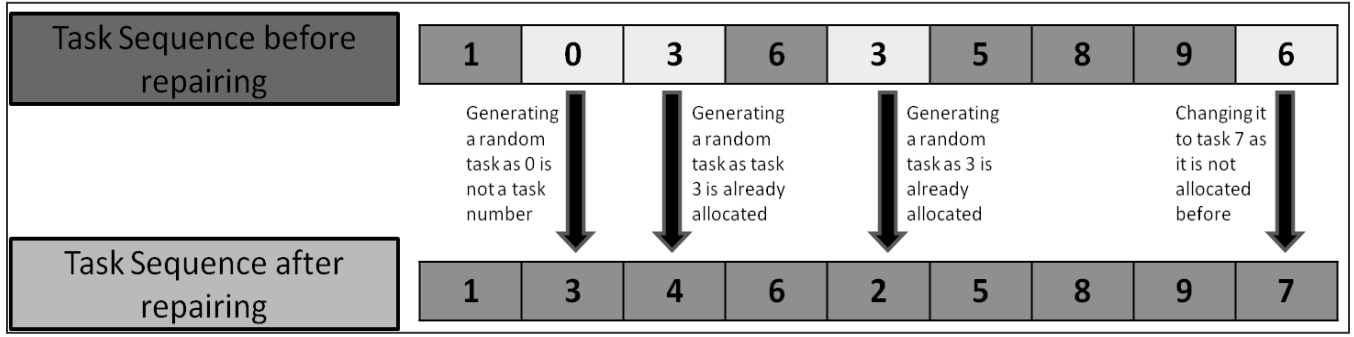 Task Sequence before
repairing
1 0 3 6 3 5 8 9 6
Generating
a random
task as 0 is
not a task
number
Generating
a random
task as task
3 is already
allocated
Generating
a random
task as 3 is
already
allocated
Changing it
to task 7 as
it is not
allocated
before
Task Sequence after
repairing
1 3 4 6 2 5 8 9 7